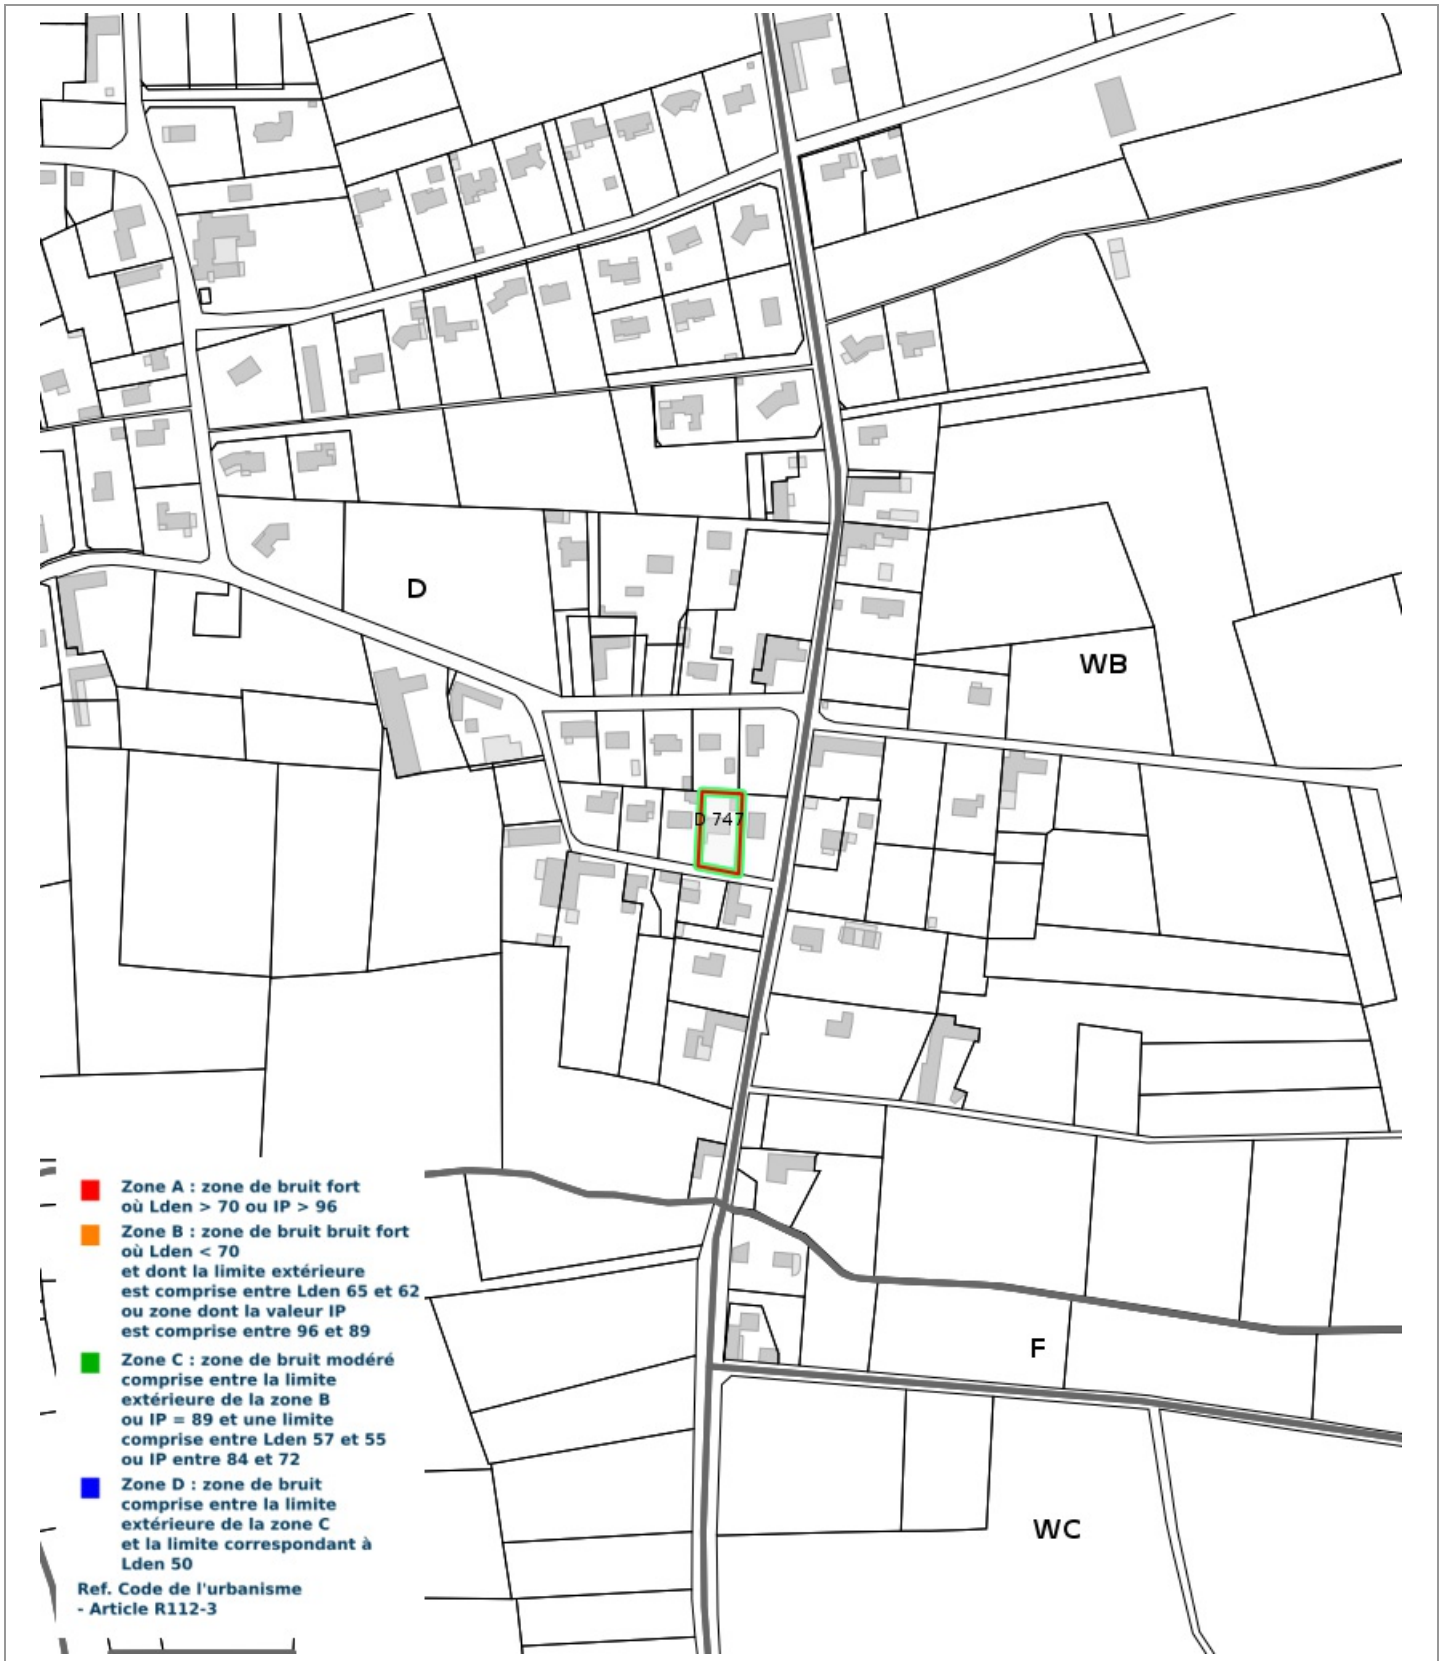 D
WB
D 747
Zone A : zone de bruit fort
où Lden > 70 ou IP > 96
Zone B : zone de bruit bruit fort
où Lden < 70
et dont la limite extérieure
est comprise entre Lden 65 et 62
ou zone dont la valeur IP
est comprise entre 96 et 89
Zone C : zone de bruit modéré
comprise entre la limite
extérieure de la zone B
ou IP = 89 et une limite
comprise entre Lden 57 et 55
ou IP entre 84 et 72
Zone D : zone de bruit
comprise entre la limite
extérieure de la zone C
et la limite correspondant à
Lden 50
Ref. Code de l'urbanisme
- Article R112-3
F
WC